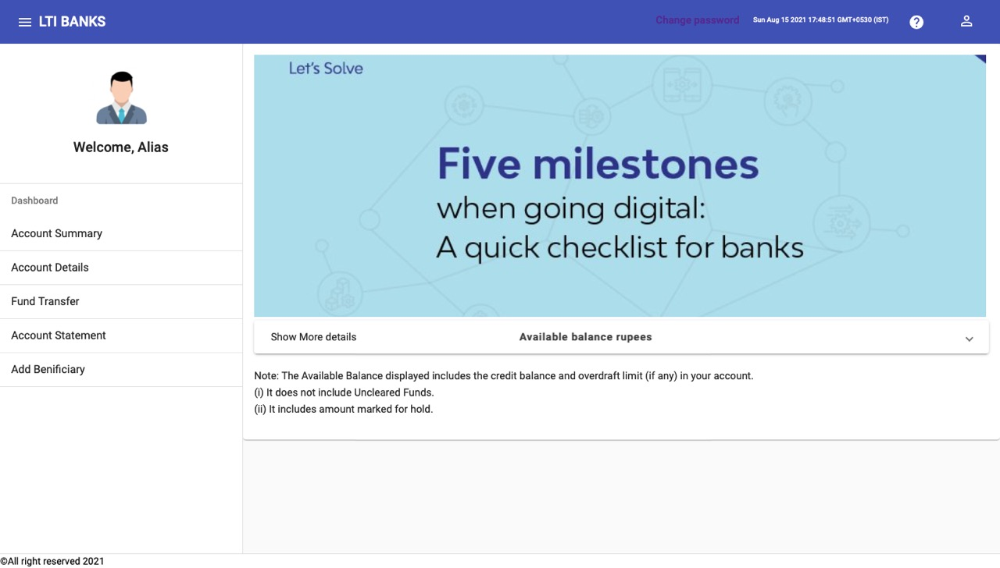 LTI BANKS
Change password
Sun Aug 15 2021 17:48:51 GMT+0530 (IST)
Welcome, Alias
Dashboard
Account Summary
Account Details
Fund Transfer
Account Statement
Add Benificiary
Let's Solve
Five milestones
when going digital:
A quick checklist for banks
Show More details
Available balance rupees
Note: The Available Balance displayed includes the credit balance and overdraft limit (if any) in your account.
(i) It does not include Uncleared Funds.
(ii) It includes amount marked for hold.
©All right reserved 2021